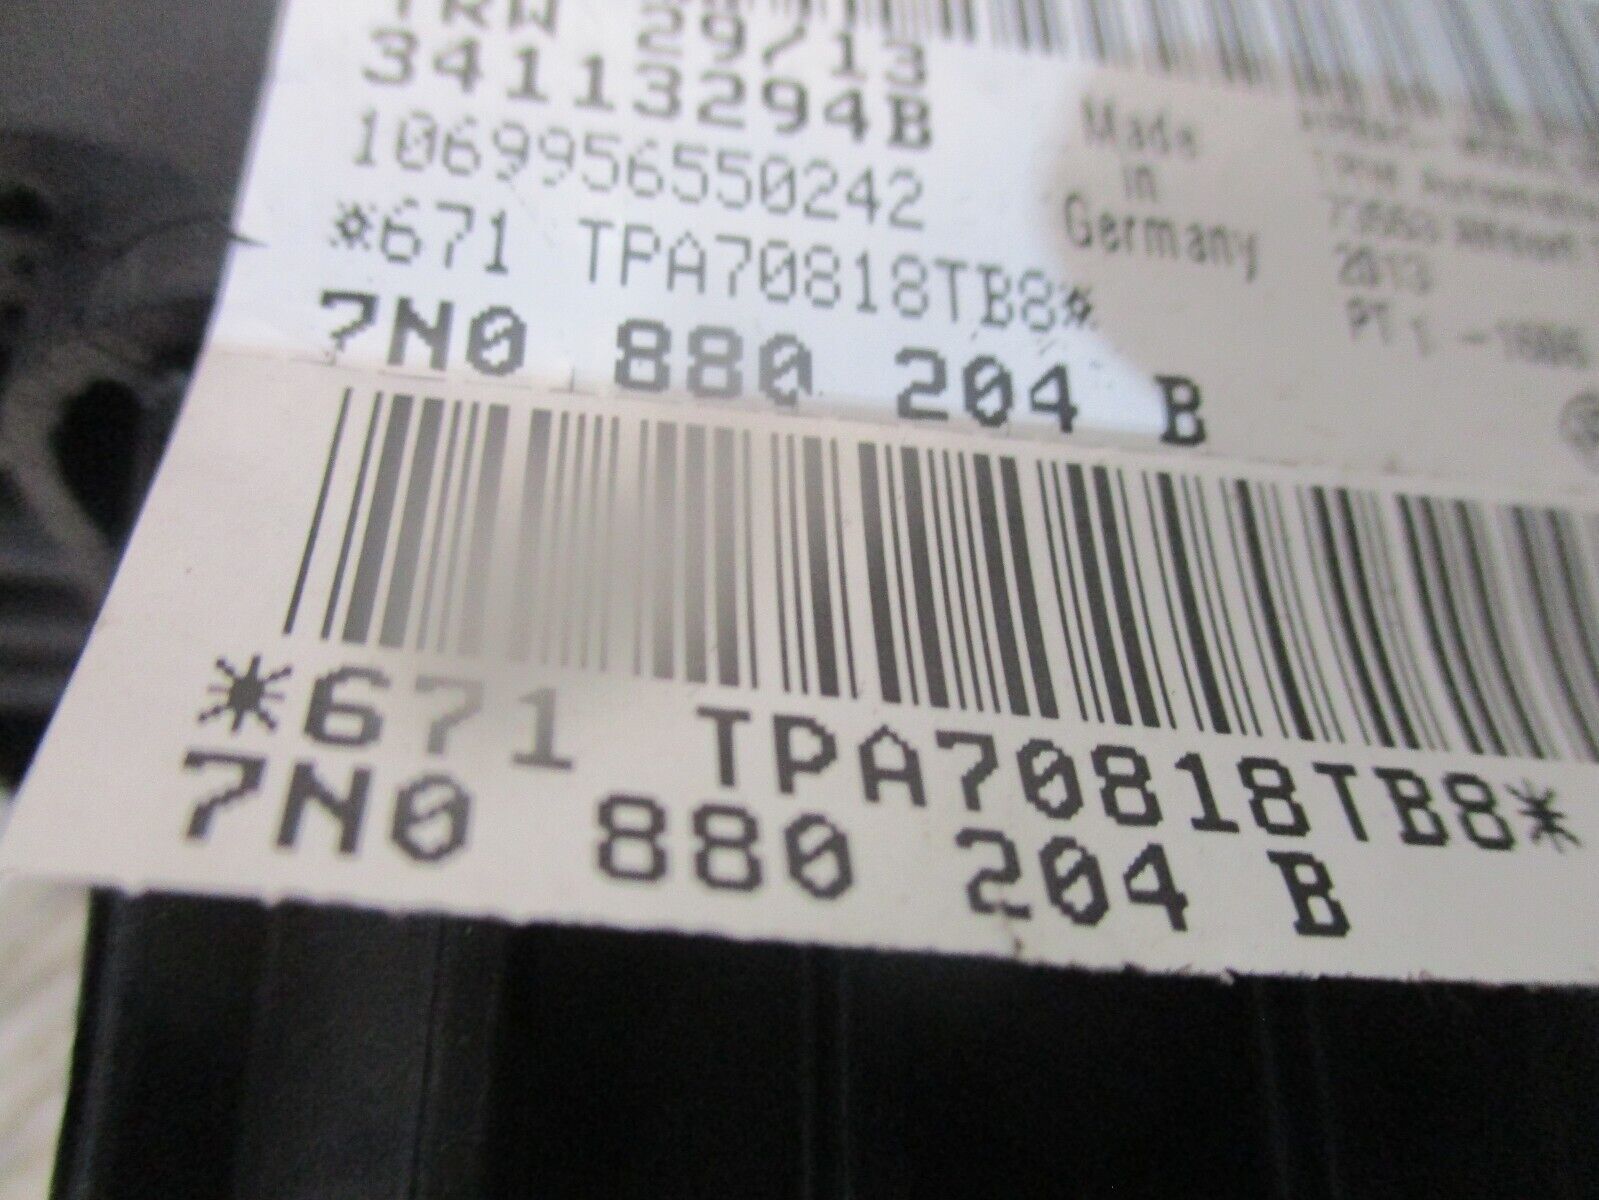 TRW 29/13
34113294B
1069956550242
*671 TPA70818TB8*
7N0 880 204 B
Made
in
Germany
2013
*671 TPA70818TB8*
7N0 880 204 B